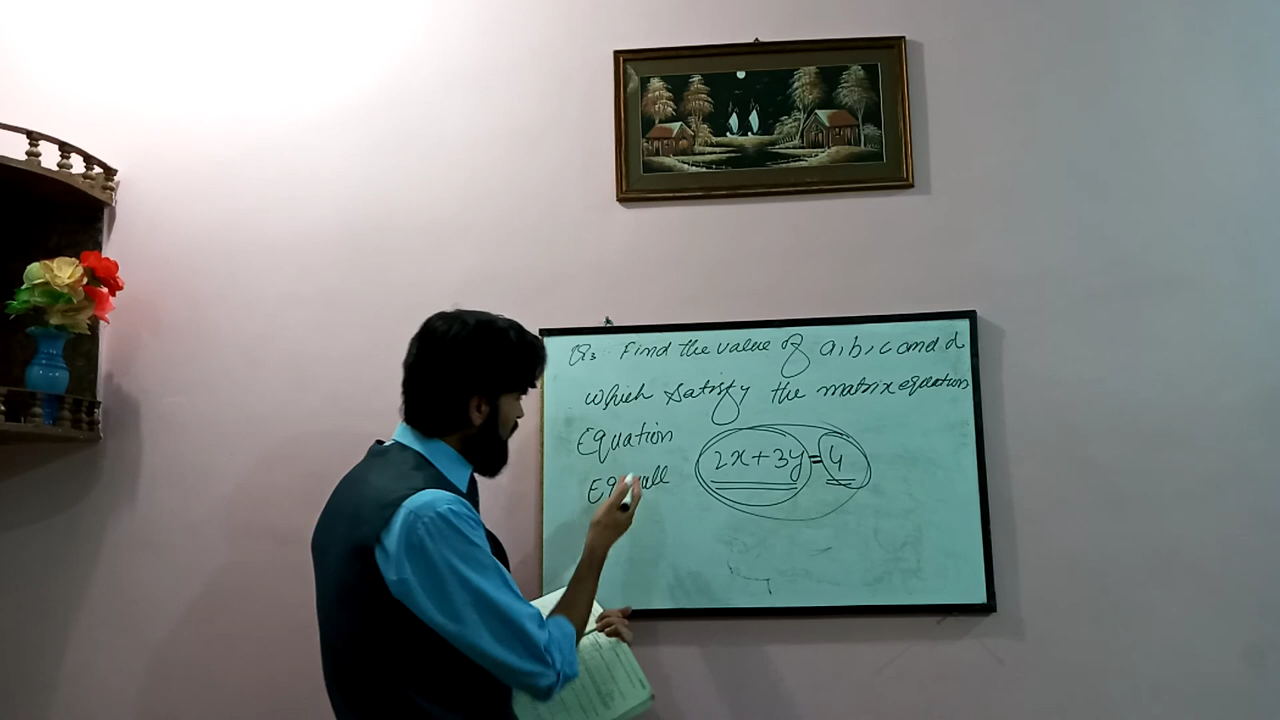 Q3 Find the value of a, b, c and d
which satisfy the matrix equation
Equation 2x+3y=4